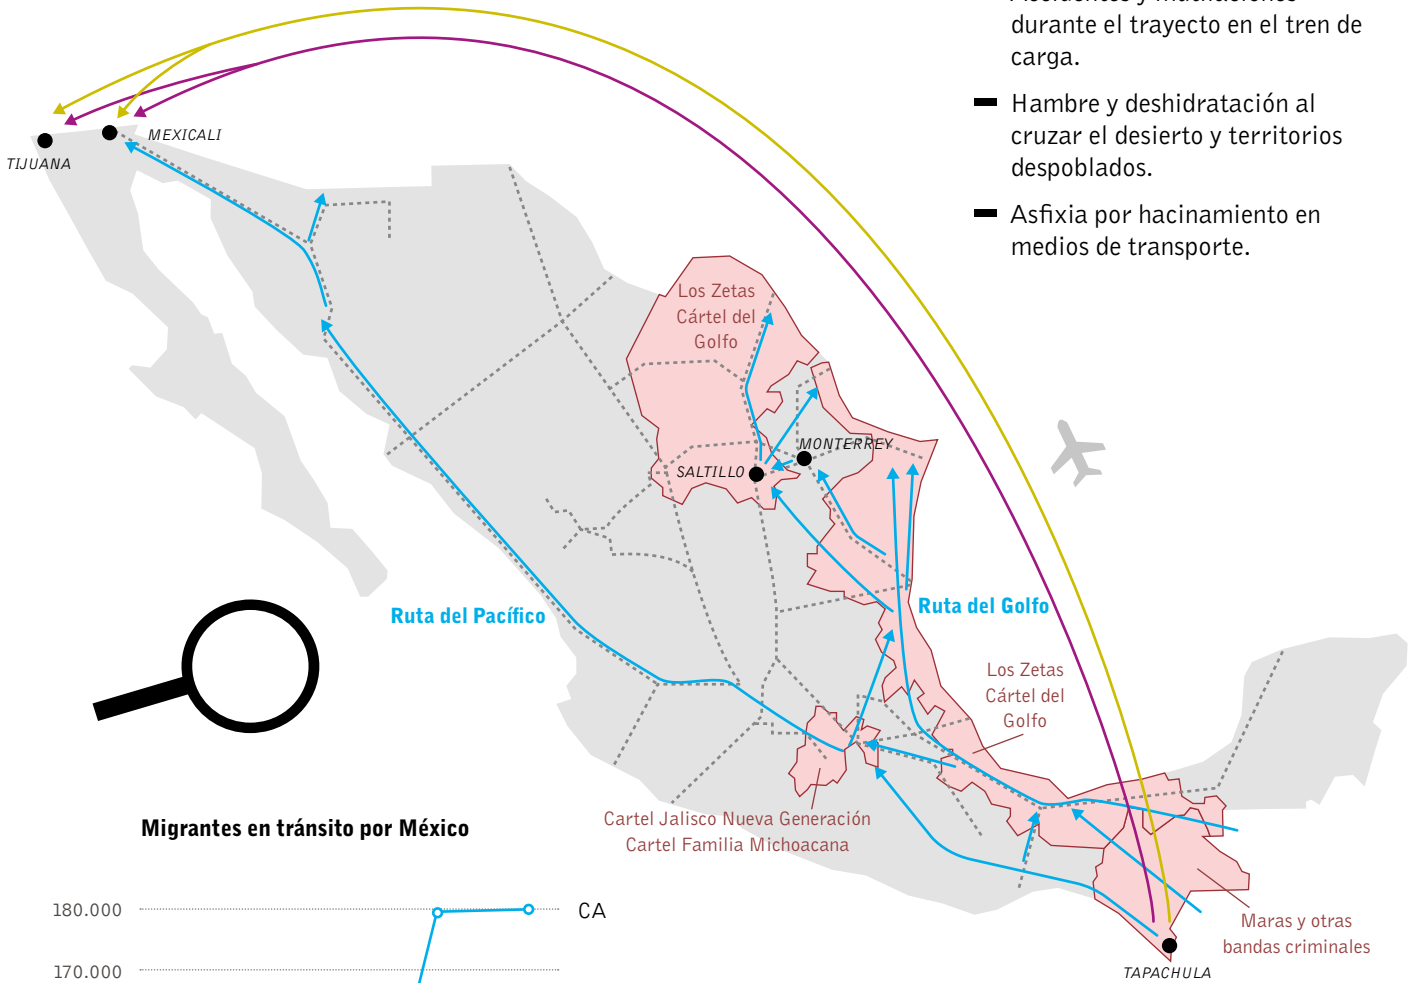 durante el trayecto en el tren de
carga.
Hambre y deshidratación al
cruzar el desierto y territorios
despoblados.
Asfixia por hacinamiento en
medios de transporte.
MEXICALI
TIJUANA
Los Zetas
Cártel del
Golfo
MONTERREY
SALTILLO
Ruta del Pacífico
Ruta del Golfo
Los Zetas
Cártel del
Golfo
Cartel Jalisco Nueva Generación
Cartel Familia Michoacana
Maras y otras
bandas criminales
TAPACHULA
Migrantes en tránsito por México
180.000
CA
170.000